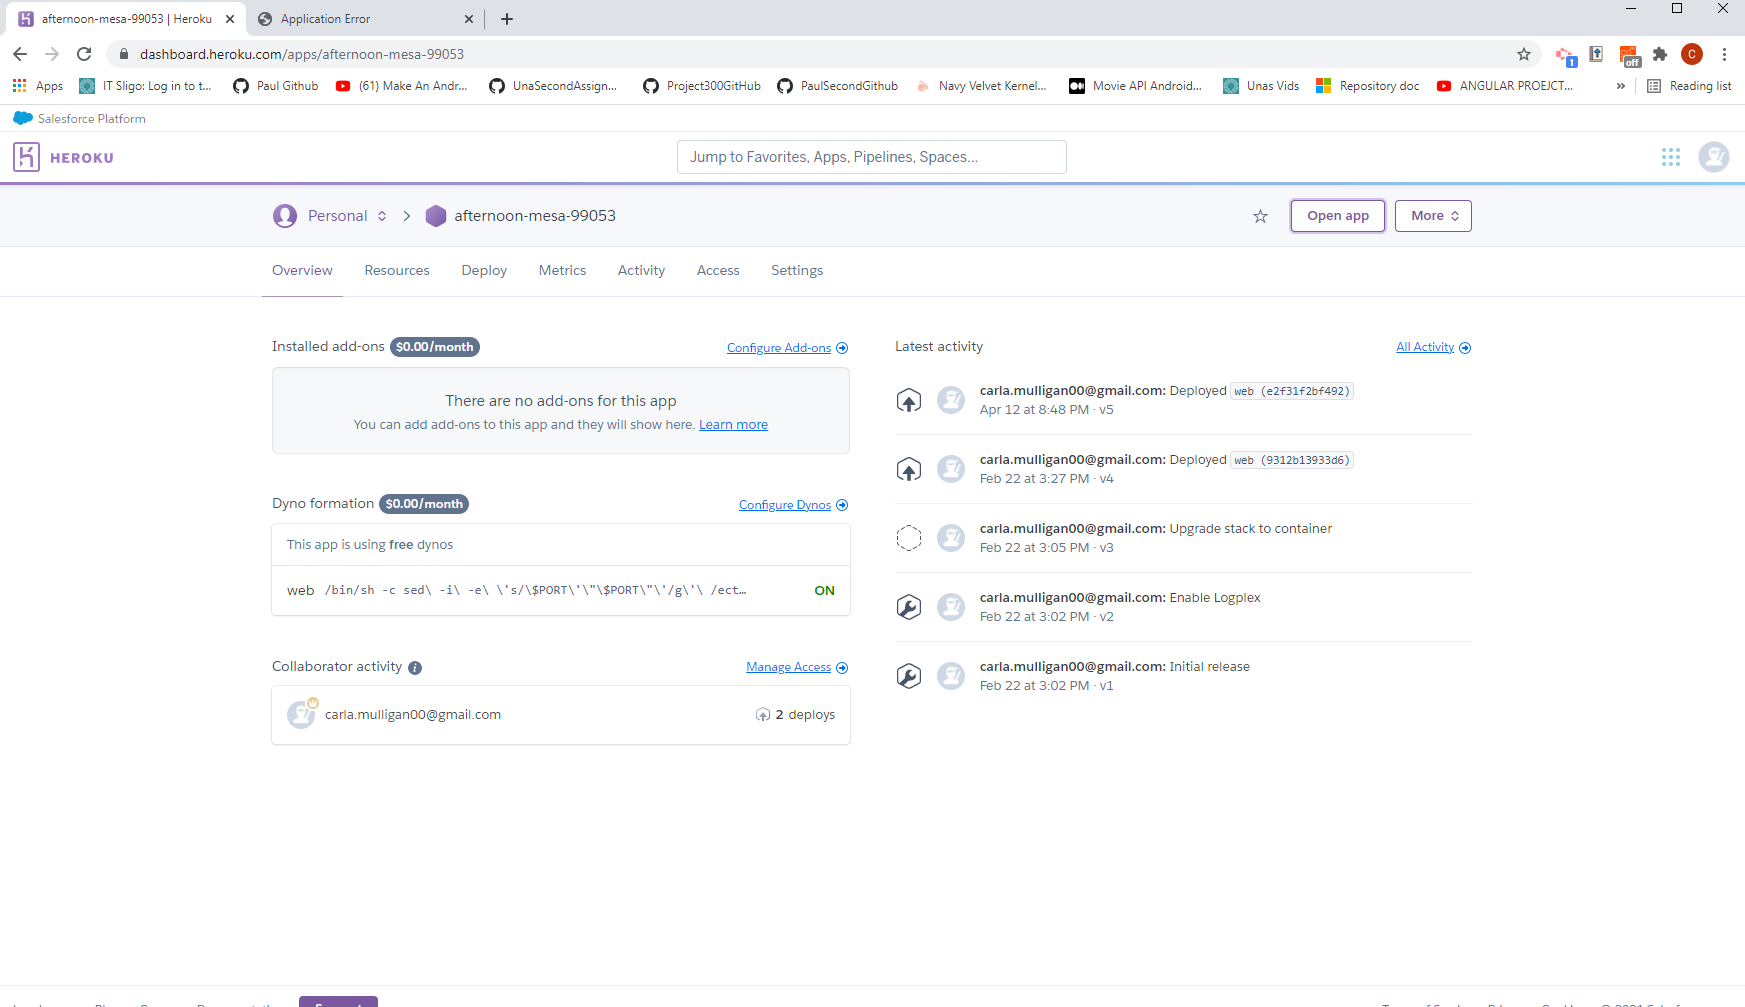 afternoon-mesa-99053 | Heroku
Application Error
dashboard.heroku.com/apps/afternoon-mesa-99053
1
off
C
Apps
IT Sligo: Log in to t...
Paul Github
(61) Make An Andr...
UnaSecondAssign...
Project300GitHub
PaulSecondGithub
Navy Velvet Kernel...
Movie API Android...
Unas Vids
Repository doc
ANGULAR PROEJCT...
»
Reading list
Salesforce Platform
HEROKU
Jump to Favorites, Apps, Pipelines, Spaces...
Personal
afternoon-mesa-99053
Open app
More
Overview
Resources
Deploy
Metrics
Activity
Access
Settings
Installed add-ons $0.00/month
Configure Add-ons
There are no add-ons for this app
You can add add-ons to this app and they will show here. Learn more
Dyno formation $0.00/month
Configure Dynos
This app is using free dynos
web /bin/sh -c sed\ -i\ -e\ \'s/\$PORT\'\"\$PORT\"\'/g\'\ /ect…
ON
Collaborator activity
Manage Access
carla.mulligan00@gmail.com
2 deploys
Latest activity
All Activity
carla.mulligan00@gmail.com: Deployed web (e2f31f2bf492)
Apr 12 at 8:48 PM · v5
carla.mulligan00@gmail.com: Deployed web (9312b13933d6)
Feb 22 at 3:27 PM · v4
carla.mulligan00@gmail.com: Upgrade stack to container
Feb 22 at 3:05 PM · v3
carla.mulligan00@gmail.com: Enable Logplex
Feb 22 at 3:02 PM · v2
carla.mulligan00@gmail.com: Initial release
Feb 22 at 3:02 PM · v1